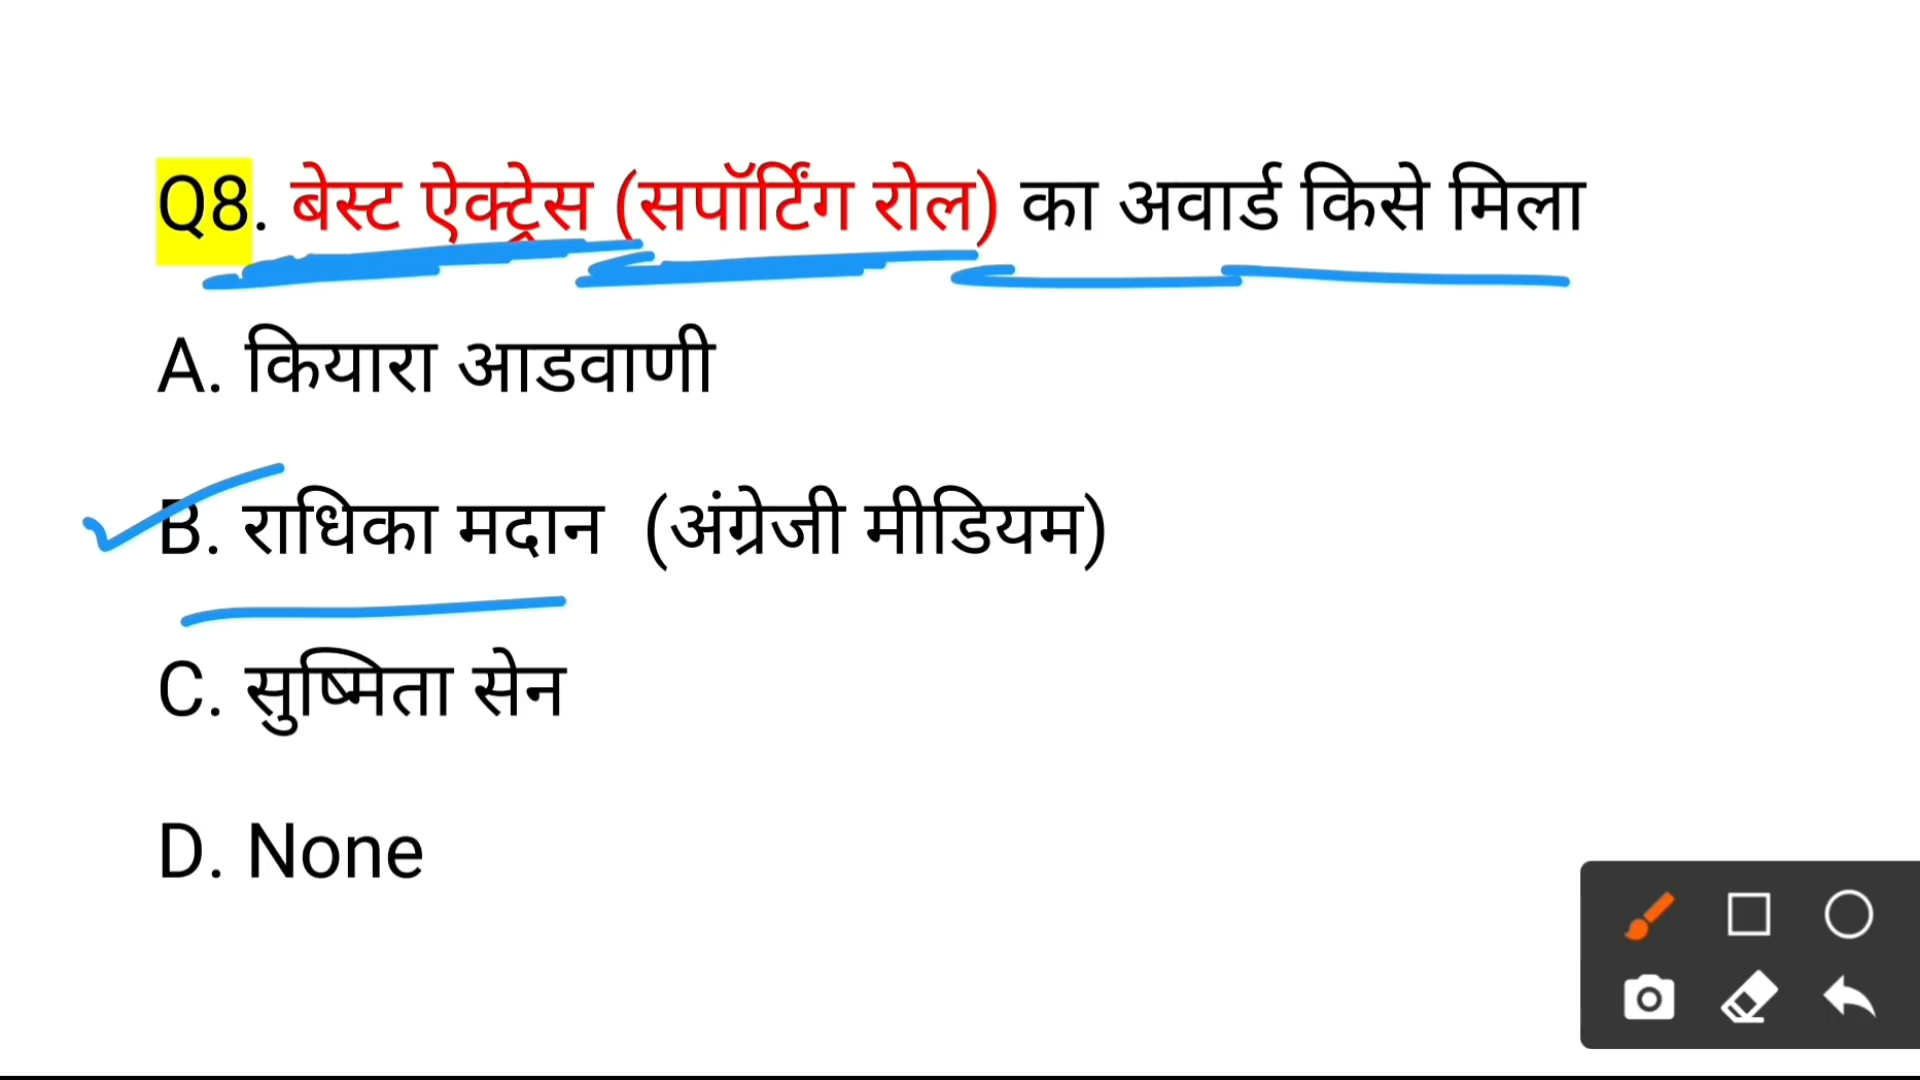 Q8. बेस्ट ऐक्ट्रेस (सपॉर्टिंग रोल) का अवार्ड किसे मिला
A. कियारा आडवाणी
B. राधिका मदान (अंग्रेजी मीडियम)
C. सुष्मिता सेन
D. None